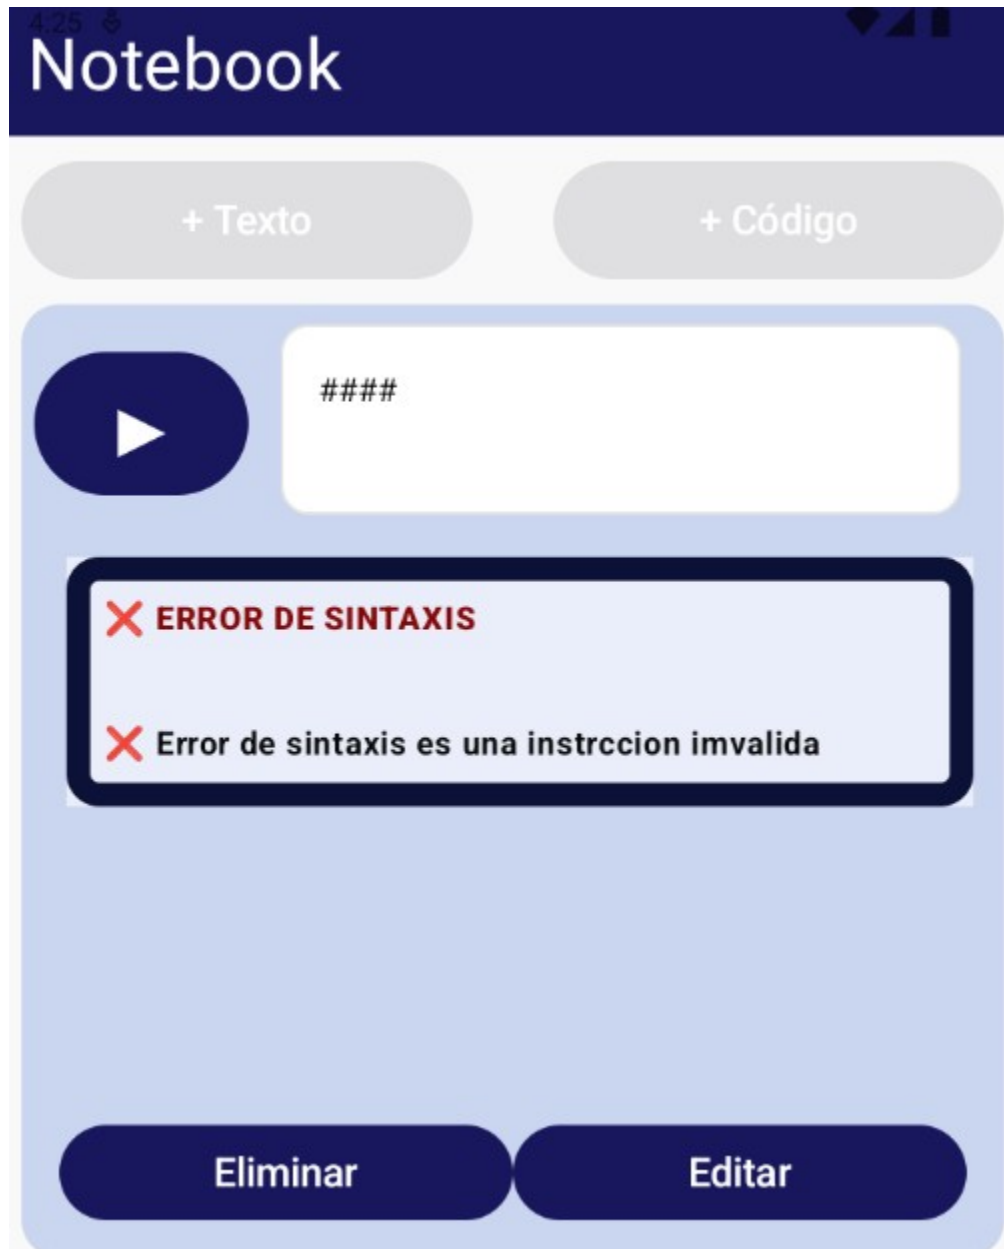 4:25
Notebook
+ Texto
+ Código
▶
####
❌ ERROR DE SINTAXIS
❌ Error de sintaxis es una instrccion imvalida
Eliminar
Editar